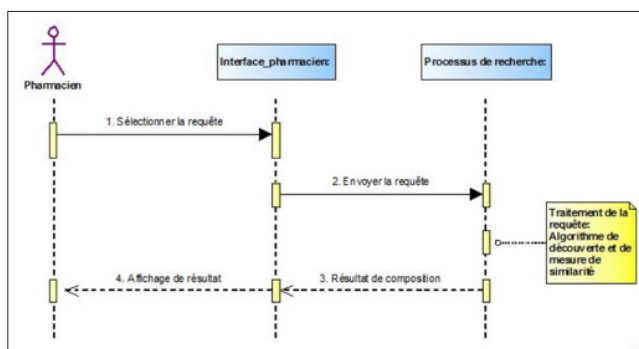 Pharmacien
Interface_pharmacien:
Processus de recherche:
1. Sélectionner la requête
2. Envoyer la requête
Traitement de la
requête:
Algorithme de
découverte et de
mesure de
similarité
4. Affichage de résultat
3. Résultat de composition